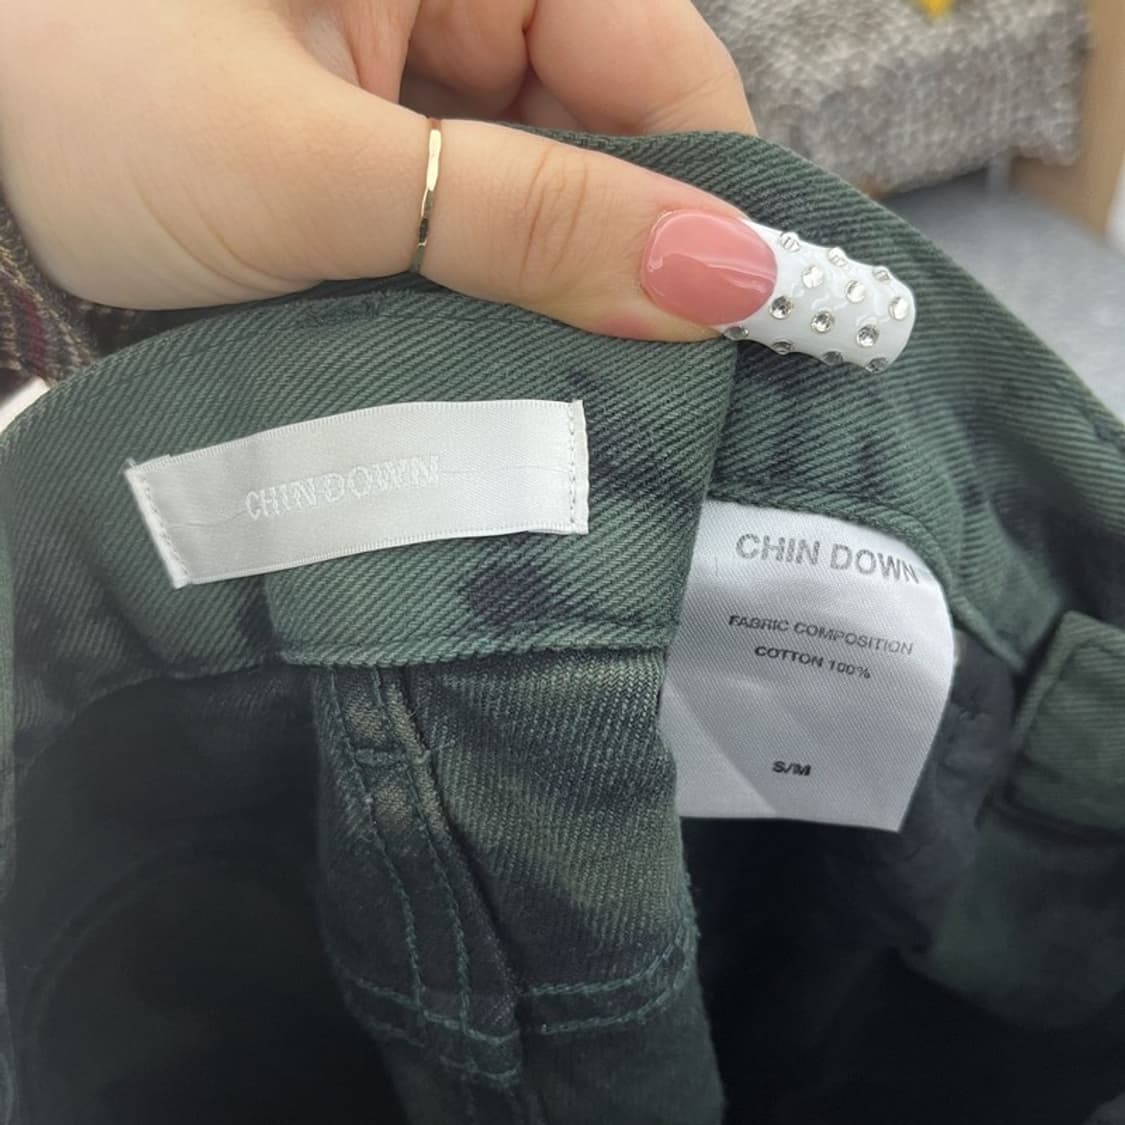 CHIN DOWN
CHIN DOWN
FABRIC COMPOSITION
COTTON 100%
S/M